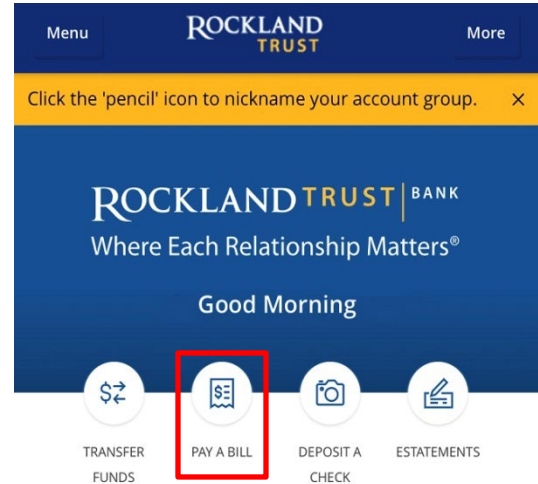 Menu ROCKLAND TRUST More
Click the 'pencil' icon to nickname your account group. ×
ROCKLAND TRUST | BANK
Where Each Relationship Matters®
Good Morning
TRANSFER FUNDS
PAY A BILL
DEPOSIT A CHECK
ESTATEMENTS